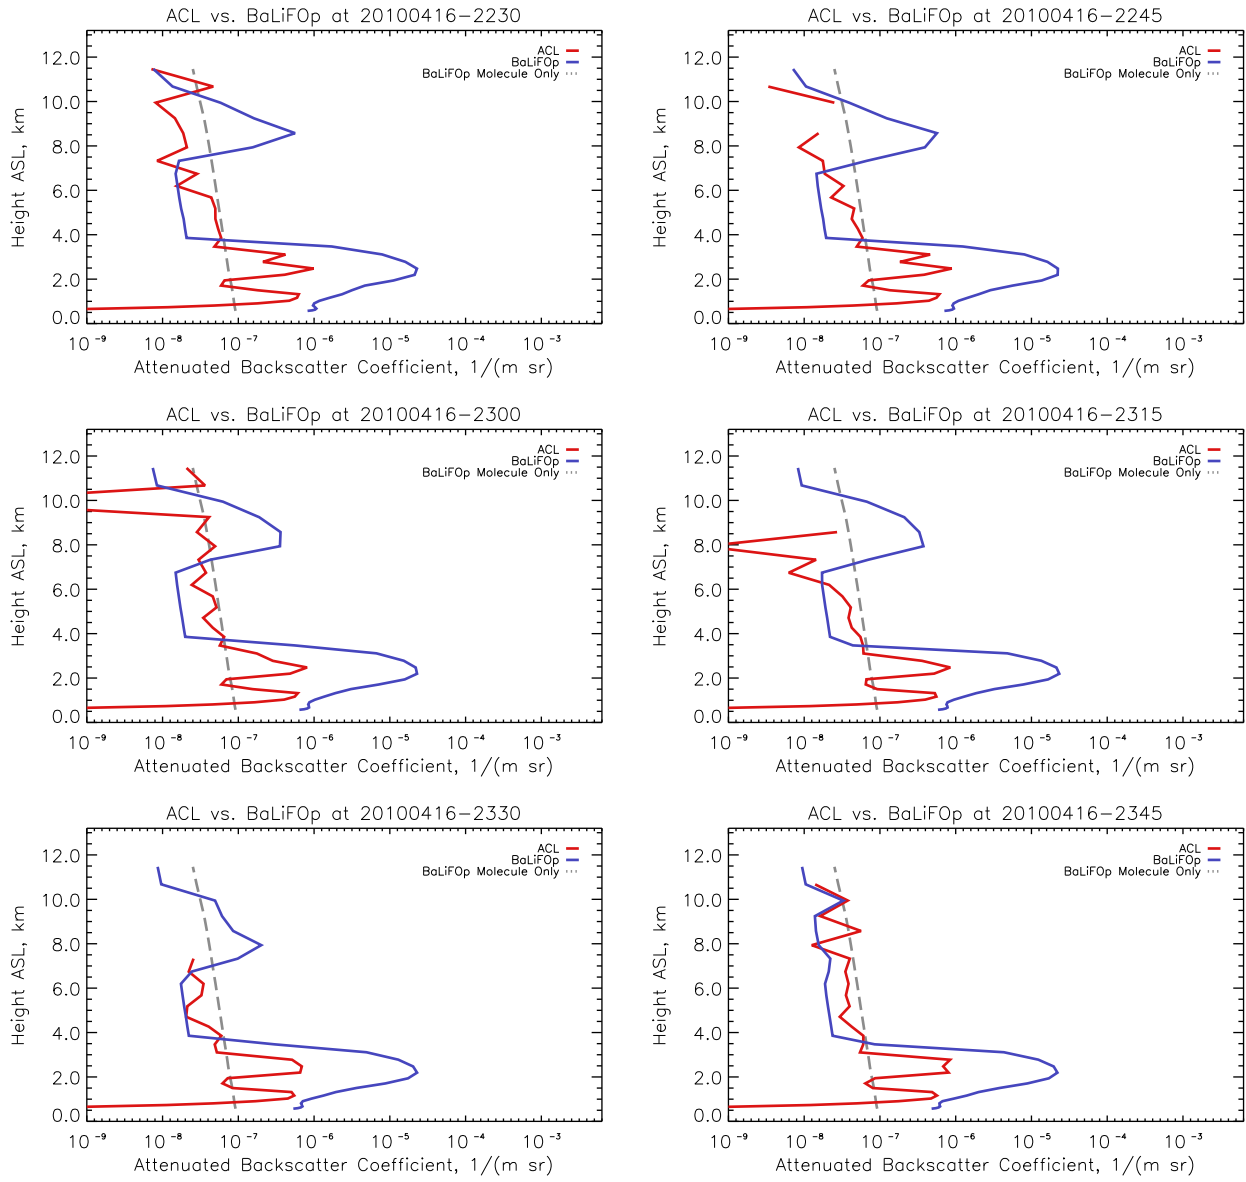 ACL vs. BaLiFOp at 20100416-2230
ACL
BaLiFOp
BaLiFOp Molecule Only
Height ASL, km
12.0
10.0
8.0
6.0
4.0
2.0
0.0
10⁻⁹ 10⁻⁸ 10⁻⁷ 10⁻⁶ 10⁻⁵ 10⁻⁴ 10⁻³
Attenuated Backscatter Coefficient, 1/(m sr)
ACL vs. BaLiFOp at 20100416-2245
ACL
BaLiFOp
BaLiFOp Molecule Only
Height ASL, km
12.0
10.0
8.0
6.0
4.0
2.0
0.0
10⁻⁹ 10⁻⁸ 10⁻⁷ 10⁻⁶ 10⁻⁵ 10⁻⁴ 10⁻³
Attenuated Backscatter Coefficient, 1/(m sr)
ACL vs. BaLiFOp at 20100416-2300
ACL
BaLiFOp
BaLiFOp Molecule Only
Height ASL, km
12.0
10.0
8.0
6.0
4.0
2.0
0.0
10⁻⁹ 10⁻⁸ 10⁻⁷ 10⁻⁶ 10⁻⁵ 10⁻⁴ 10⁻³
Attenuated Backscatter Coefficient, 1/(m sr)
ACL vs. BaLiFOp at 20100416-2315
ACL
BaLiFOp
BaLiFOp Molecule Only
Height ASL, km
12.0
10.0
8.0
6.0
4.0
2.0
0.0
10⁻⁹ 10⁻⁸ 10⁻⁷ 10⁻⁶ 10⁻⁵ 10⁻⁴ 10⁻³
Attenuated Backscatter Coefficient, 1/(m sr)
ACL vs. BaLiFOp at 20100416-2330
ACL
BaLiFOp
BaLiFOp Molecule Only
Height ASL, km
12.0
10.0
8.0
6.0
4.0
2.0
0.0
10⁻⁹ 10⁻⁸ 10⁻⁷ 10⁻⁶ 10⁻⁵ 10⁻⁴ 10⁻³
Attenuated Backscatter Coefficient, 1/(m sr)
ACL vs. BaLiFOp at 20100416-2345
ACL
BaLiFOp
BaLiFOp Molecule Only
Height ASL, km
12.0
10.0
8.0
6.0
4.0
2.0
0.0
10⁻⁹ 10⁻⁸ 10⁻⁷ 10⁻⁶ 10⁻⁵ 10⁻⁴ 10⁻³
Attenuated Backscatter Coefficient, 1/(m sr)